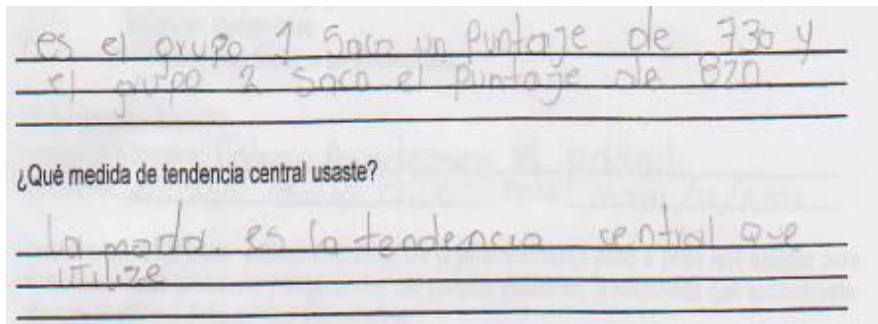 es el grupo 1 Saco un Puntaje de 730 y
el grupo 2 Saco el Puntaje de 820.
¿Qué medida de tendencia central usaste?
la moda. es la tendencia sentral que
utilize